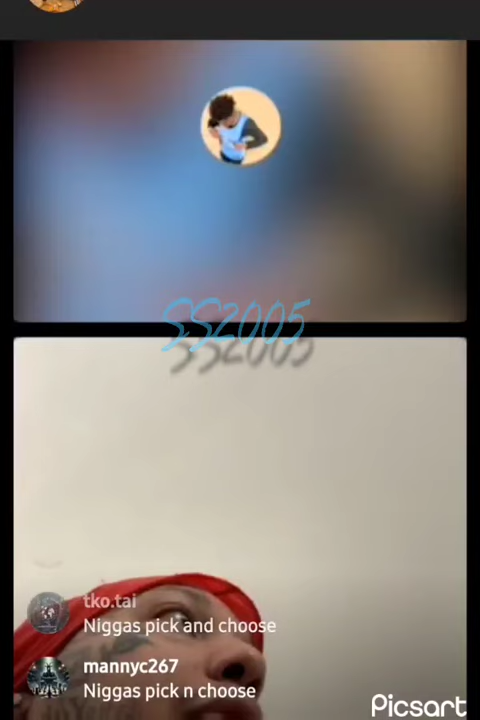 SS2005
tko.tai
Niggas pick and choose
mannyc267
Niggas pick n choose
Picsart